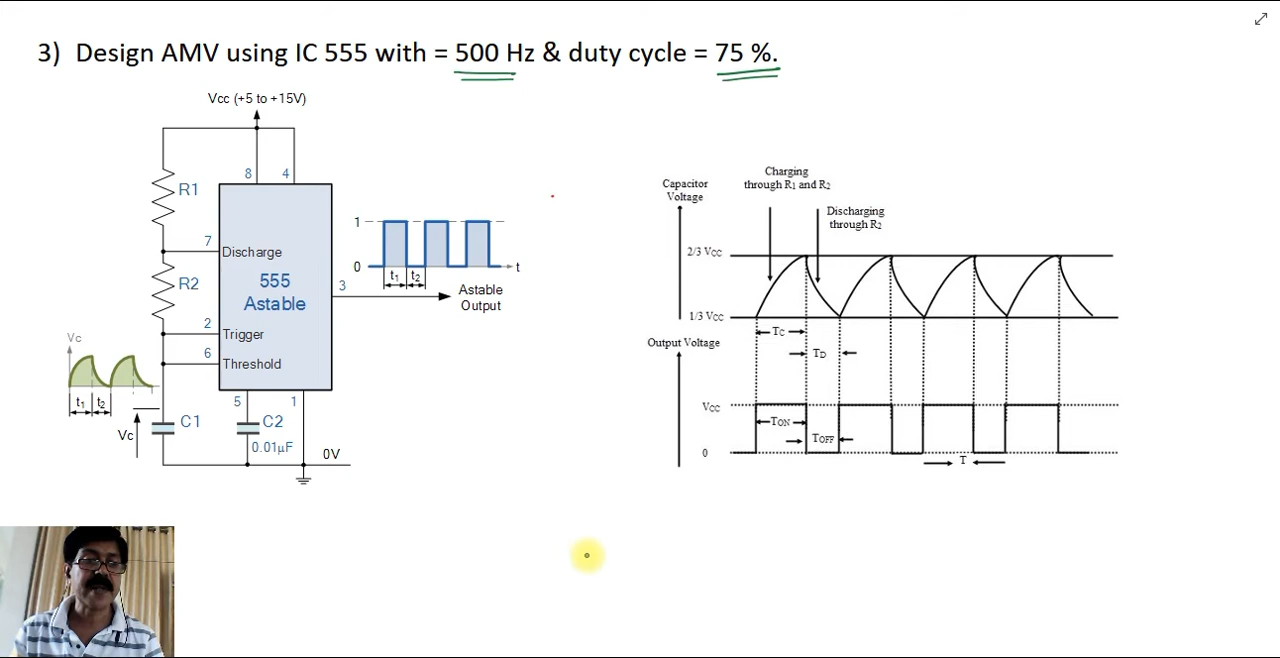 3) Design AMV using IC 555 with = 500 Hz & duty cycle = 75 %.
Vcc (+5 to +15V)
8 4
R1
7
Discharge
R2
555
Astable
2
Trigger
6
Threshold
3
1
0
t1 t2
t
Astable
Output
Vc
t1 t2
Vc
C1
5 1
C2
0.01µF
0V
Capacitor
Voltage
Charging
through R1 and R2
Discharging
through R2
2/3 Vcc
1/3 Vcc
TC
TD
Output Voltage
Vcc
TON
TOFF
0
T